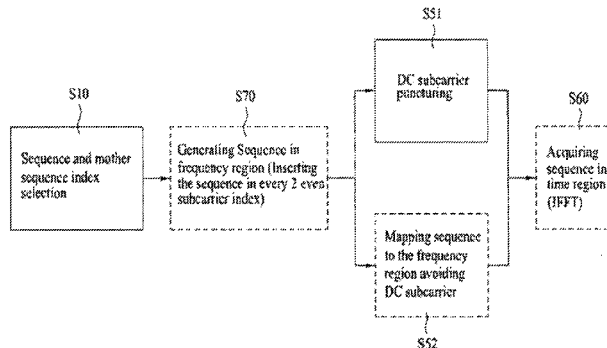 S51
DC subcarrier
puncturing
S10
Sequence and mother
sequence index
selection
S70
Generating Sequence in
frequency region (Inserting
the sequence in every 2 even
subcarrier index)
S60
Acquiring
sequence in
time region
(IFFT)
Mapping sequence
to the frequency
region avoiding
DC subcarrier
S52